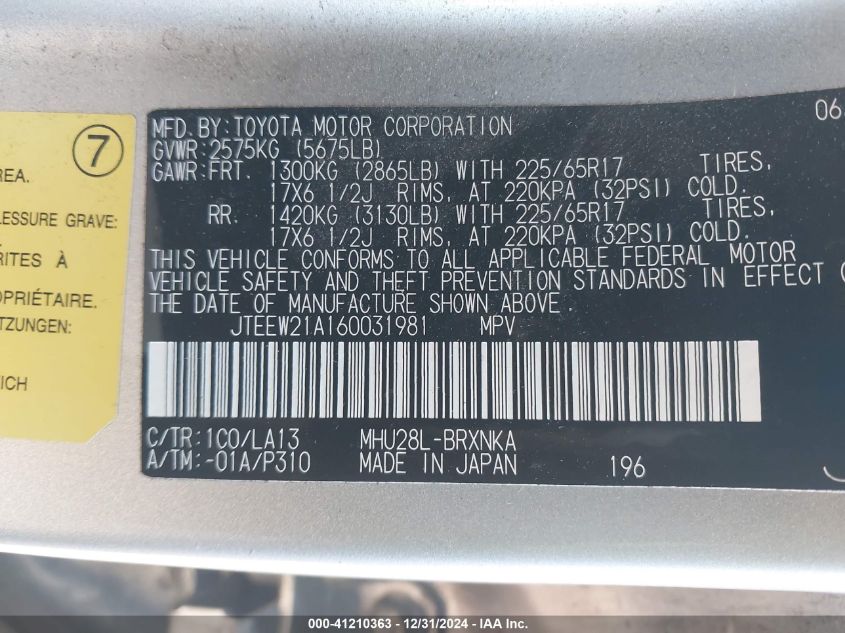 7
REA.
LESSURE GRAVE:
RITES À
OPRIÉTAIRE.
TZUNGEN:
ICH
06
MFD.BY:TOYOTA MOTOR CORPORATION
GVWR:2575KG (5675LB)
GAWR:FRT. 1300KG (2865LB) WITH 225/65R17 TIRES,
17X6 1/2J RIMS, AT 220KPA (32PSI) COLD.
RR. 1420KG (3130LB) WITH 225/65R17 TIRES,
17X6 1/2J RIMS, AT 220KPA (32PSI) COLD.
THIS VEHICLE CONFORMS TO ALL APPLICABLE FEDERAL MOTOR
VEHICLE SAFETY AND THEFT PREVENTION STANDARDS IN EFFECT
THE DATE OF MANUFACTURE SHOWN ABOVE.
JTEEW21A160031981 MPV
C/TR:1C0/LA13 MHU28L-BRXNKA
A/TM:-01A/P310 MADE IN JAPAN 196
000-41210363 - 12/31/2024 - IAAI Inc.